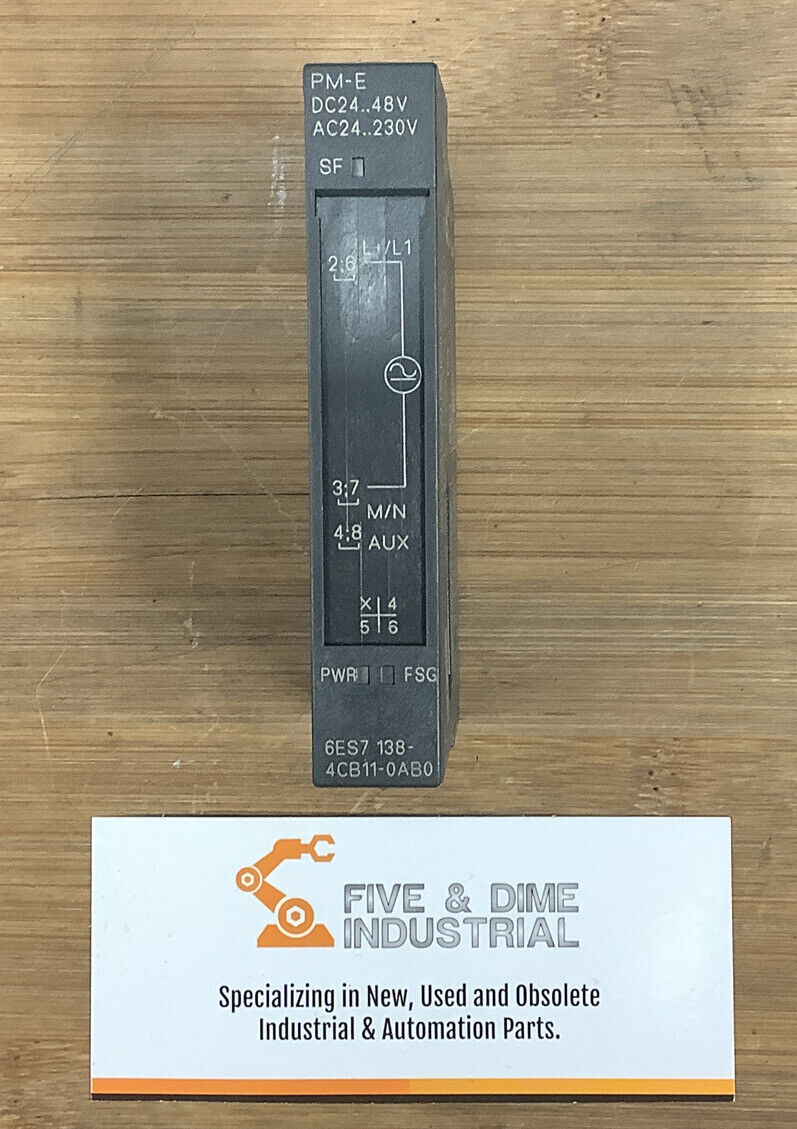 PM-E
DC24..48V
AC24..230V
SF
L+/L1
2;6
3;7
M/N
4;8
AUX
X 4
5 6
PWR FSG
6ES7 138-
4CB11-0AB0
FIVE & DIME
INDUSTRIAL
Specializing in New, Used and Obsolete
Industrial & Automation Parts.